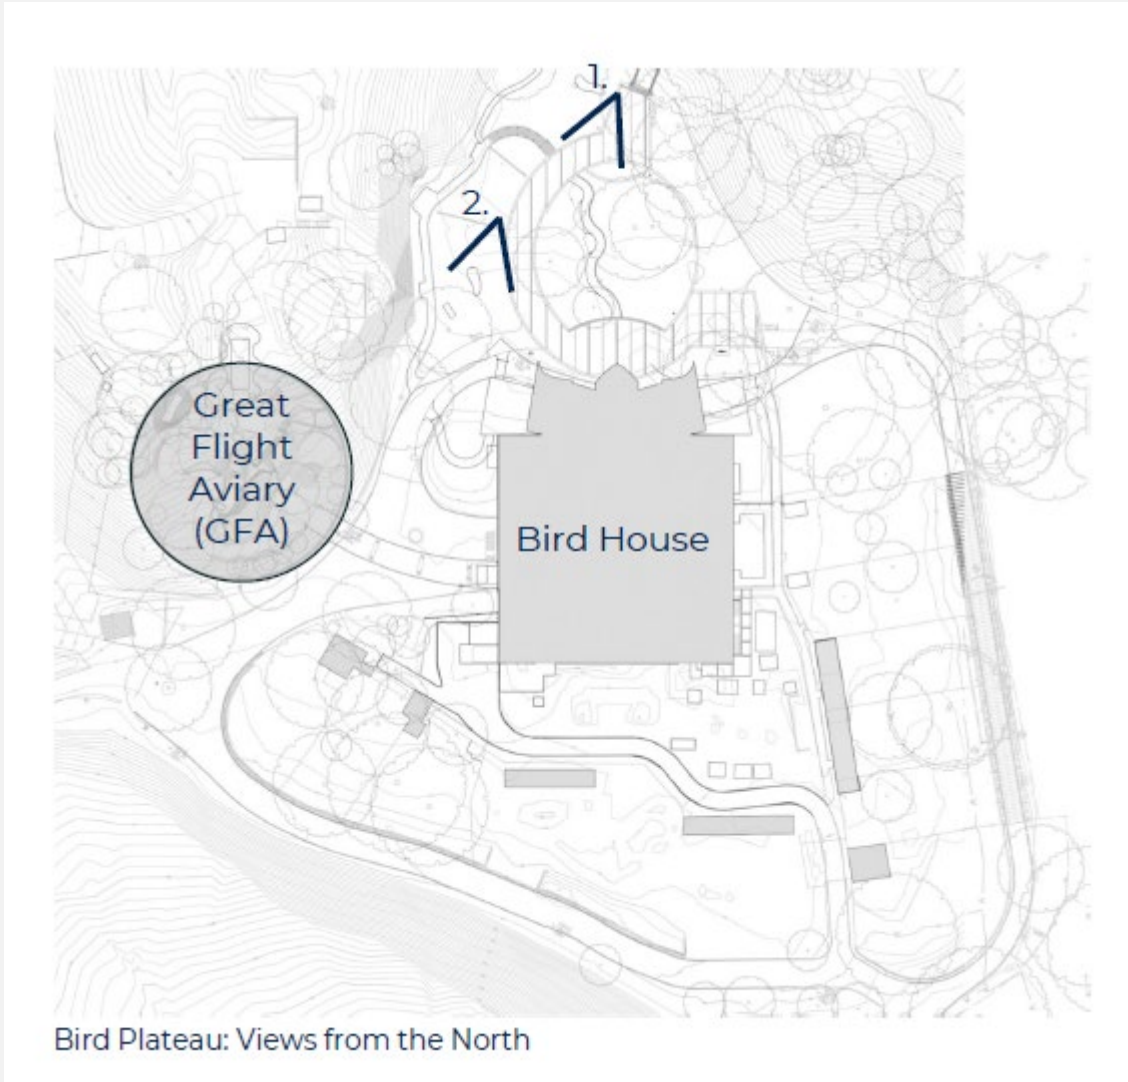 1.
2.
Great
Flight
Aviary
(GFA)
Bird House
Bird Plateau: Views from the North